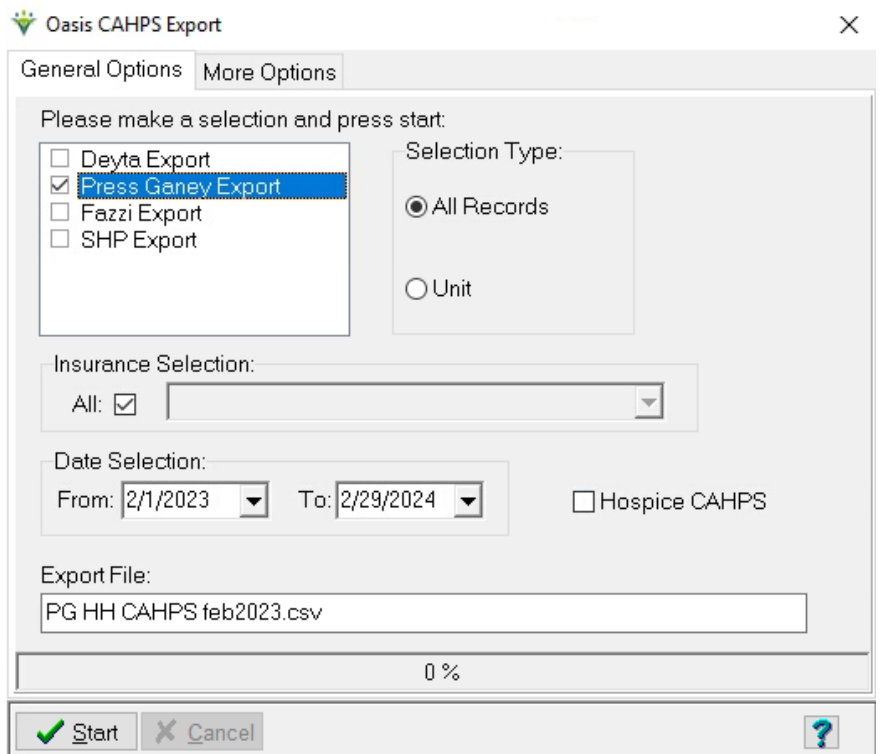 Oasis CAHPS Export
General Options More Options
Please make a selection and press start:
Deyta Export
Press Ganey Export
Fazzi Export
SHP Export
Selection Type:
All Records
Unit
Insurance Selection:
All:
Date Selection:
From: 2/1/2023 To: 2/29/2024 Hospice CAHPS
Export File:
PG HH CAHPS feb2023.csv
0 %
Start Cancel ?